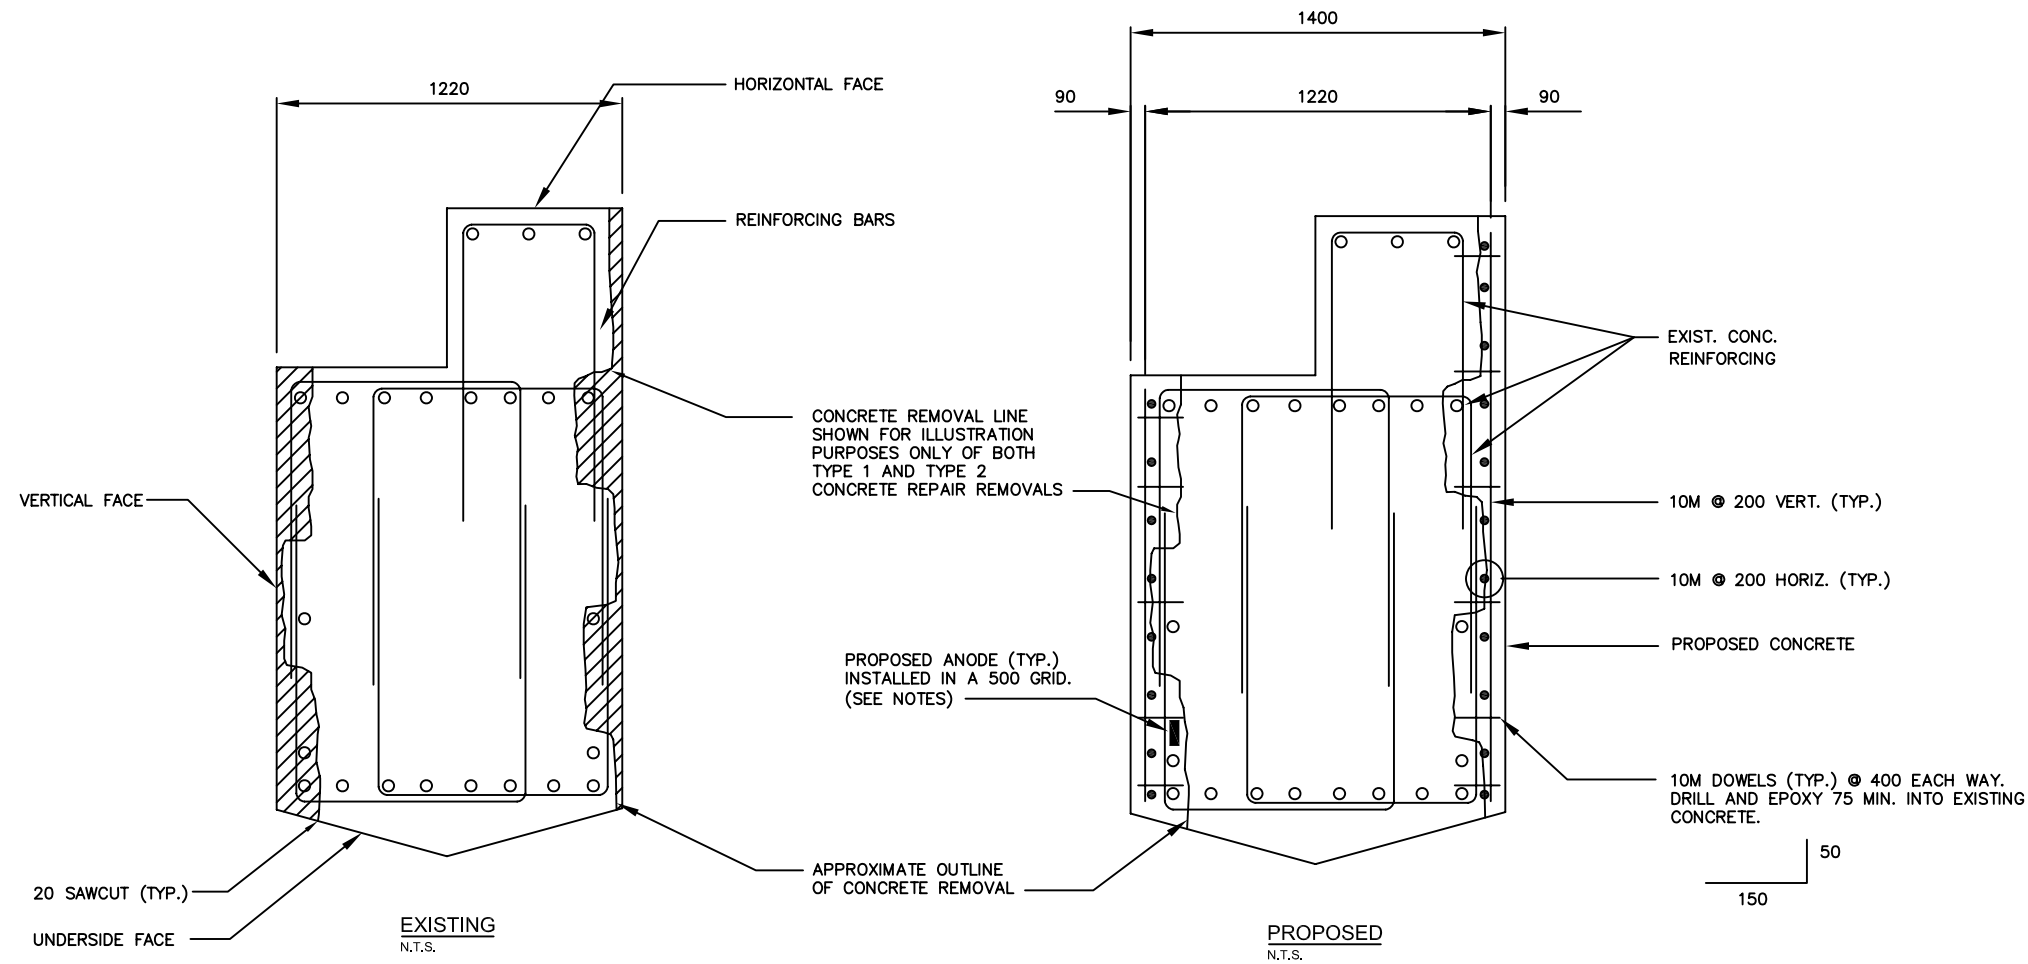 1220
HORIZONTAL FACE
REINFORCING BARS
CONCRETE REMOVAL LINE
SHOWN FOR ILLUSTRATION
PURPOSES ONLY OF BOTH
TYPE 1 AND TYPE 2
CONCRETE REPAIR REMOVALS
VERTICAL FACE
20 SAWCUT (TYP.)
UNDERSIDE FACE
APPROXIMATE OUTLINE
OF CONCRETE REMOVAL
EXISTING
N.T.S.
1400
90
1220
90
EXIST. CONC.
REINFORCING
10M @ 200 VERT. (TYP.)
10M @ 200 HORIZ. (TYP.)
PROPOSED CONCRETE
PROPOSED ANODE (TYP.)
INSTALLED IN A 500 GRID.
(SEE NOTES)
10M DOWELS (TYP.) @ 400 EACH WAY.
DRILL AND EPOXY 75 MIN. INTO EXISTING
CONCRETE.
50
150
PROPOSED
N.T.S.